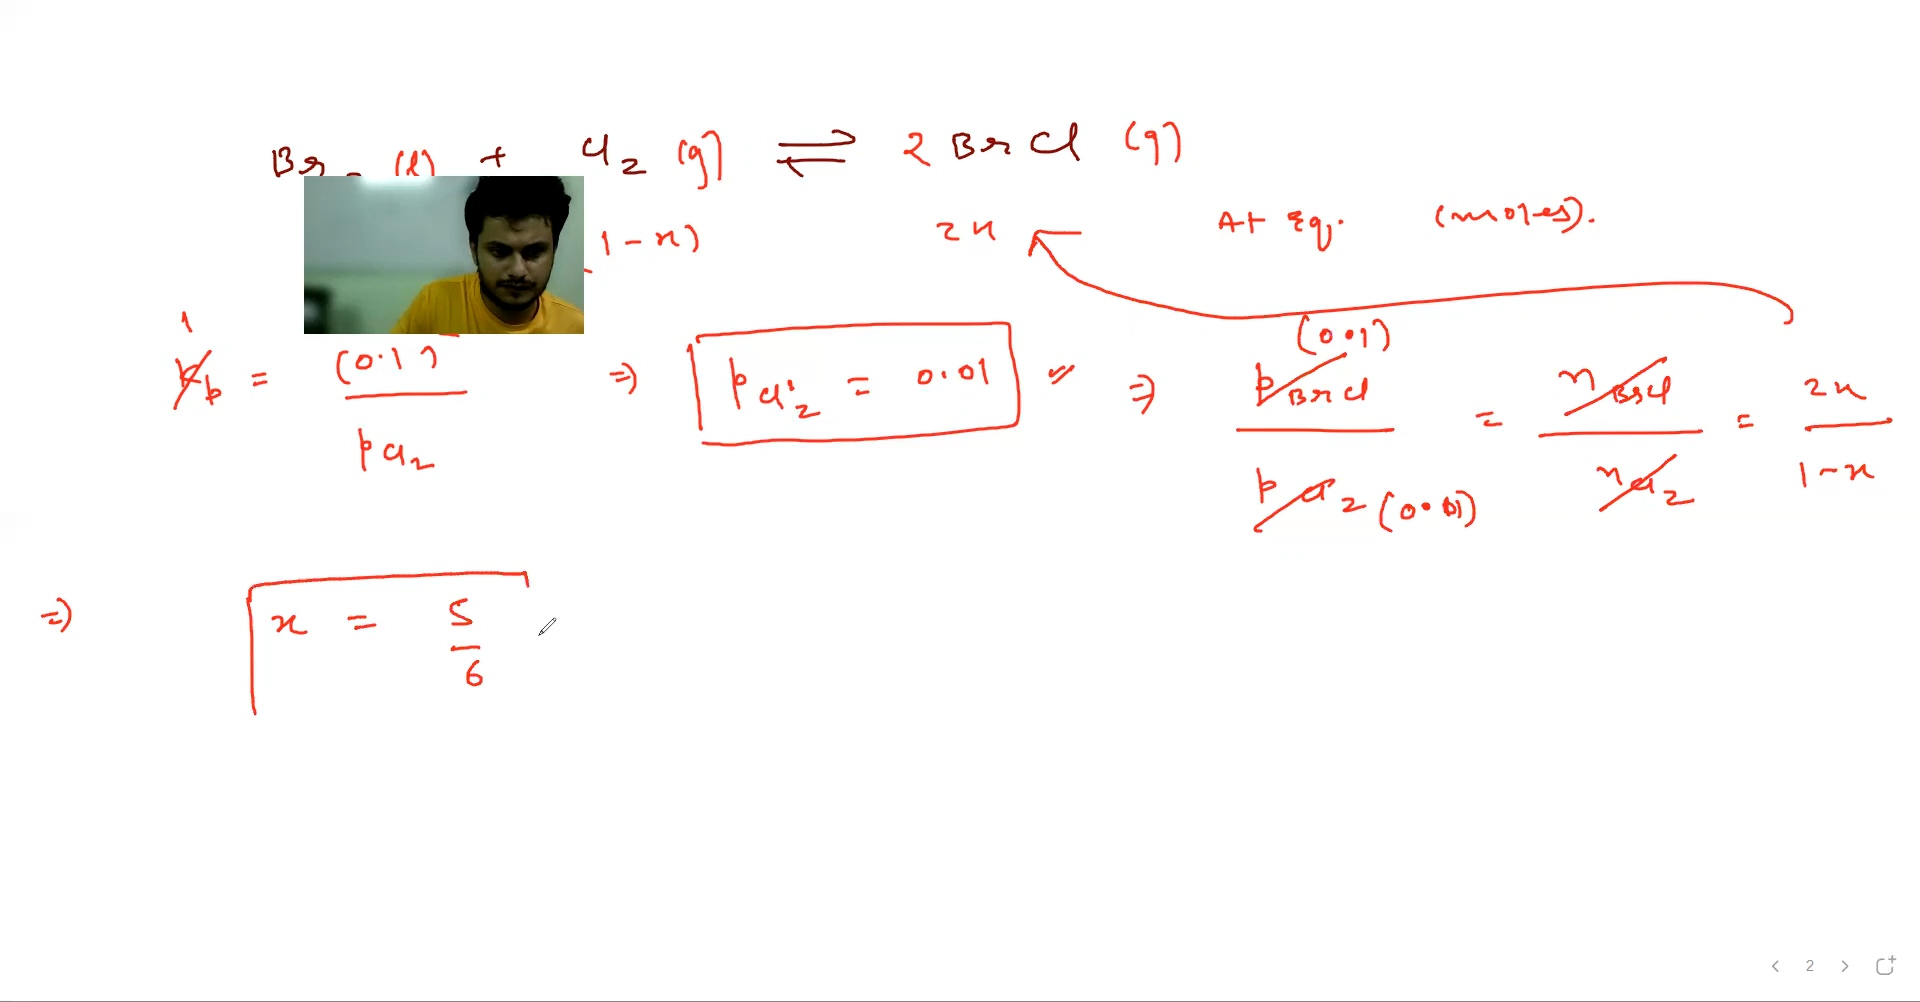 Br₂ (l) + Cl₂ (g) ⇌ 2 BrCl (g)
(1-x) 2x At Eq. (moles).
1
Kp = (0.1) / pCl₂ ⇒ pCl₂ = 0.01 ⇒ pBrCl (0.1) / pCl₂ (0.01) = nBrCl / nCl₂ = 2x / 1-x
⇒ x = 5/6
2